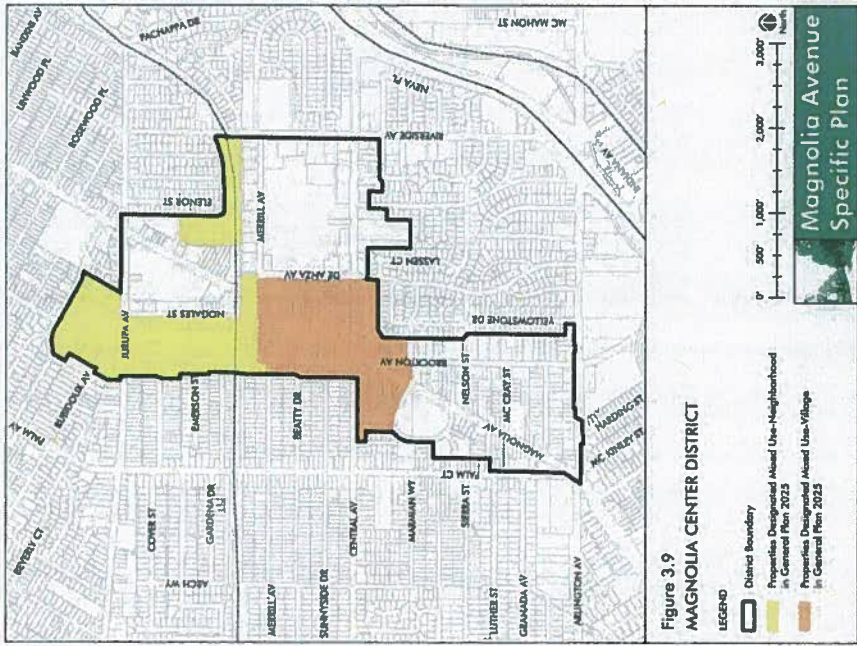 BANDINI AV
LINWOOD PL
ROSEWOOD PL
PACHAPPA DR
MC MAHON ST
NEVA PL
RIVERSIDE AV
INDIANA AV
ELENOR ST
MERRILL AV
DE ANZA AV
LASSEN CT
NOGALES ST
YELLOWSTONE DR
JURUPA AV
BROCKTON AV
RUBIDOUX AV
PALM AV
EMERSON ST
BEATTY DR
NELSON ST
MC CRAY ST
MAGNOLIA AV
HARDING ST
MC KINLEY ST
BEVERLY CT
COVER ST
GARDENA DR
CENTRAL AV
MARMIAN WY
PALM CT
SIERRA ST
ARCH WY
MERRILL AV
SUNNYSIDE DR
LUTHER ST
GRANADA AV
ARLINGTON AV
Figure 3.9
MAGNOLIA CENTER DISTRICT
LEGEND
District Boundary
Properties Designated Mixed Use-Neighborhood
in General Plan 2025
Properties Designated Mixed Use-Village
in General Plan 2025
0' 500' 1,000' 2,000' 3,000'
North
Magnolia Avenue
Specific Plan